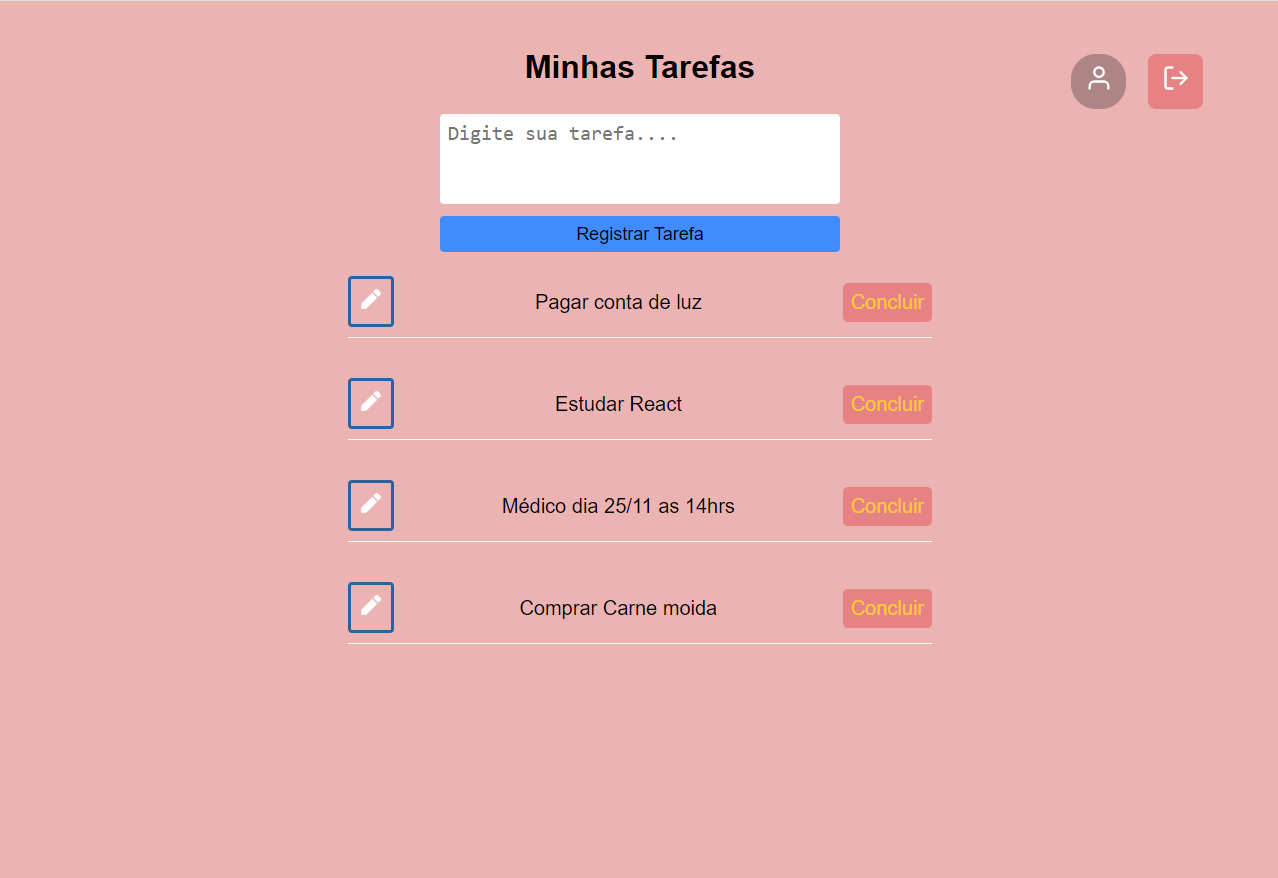 Minhas Tarefas
Digite sua tarefa....
Registrar Tarefa
Pagar conta de luz
Concluir
Estudar React
Concluir
Médico dia 25/11 as 14hrs
Concluir
Comprar Carne moida
Concluir